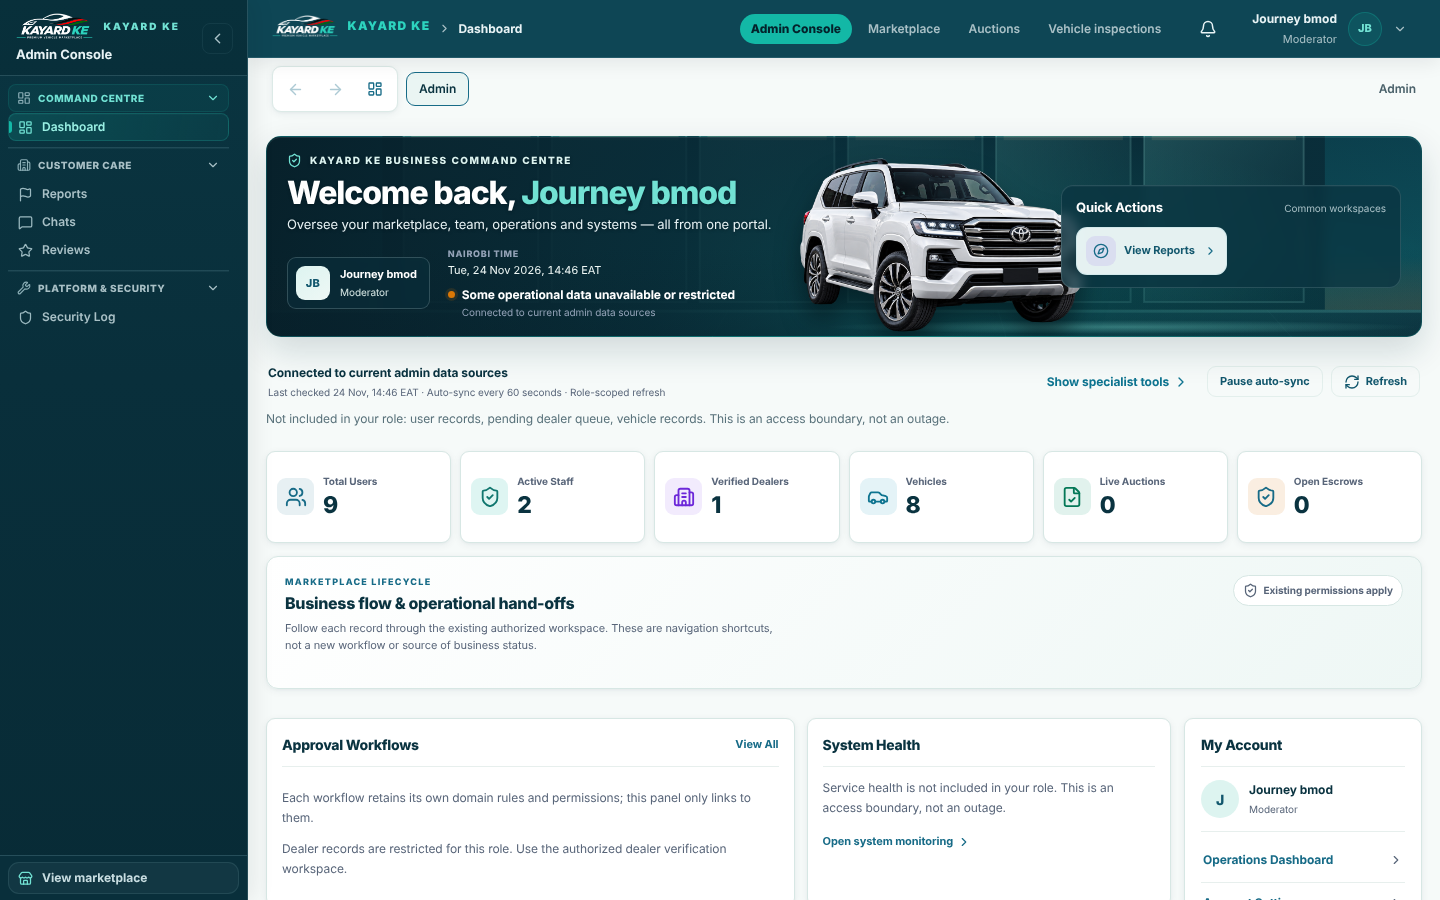 KAYARD KE
PREMIUM VEHICLE MARKETPLACE
KAYARD KE
Admin Console
COMMAND CENTRE
Dashboard
CUSTOMER CARE
Reports
Chats
Reviews
PLATFORM & SECURITY
Security Log
View marketplace
KAYARD KE
KAYARD KE
Dashboard
Admin Console
Marketplace
Auctions
Vehicle inspections
Journey bmod
Moderator
JB
Admin
Admin
KAYARD KE BUSINESS COMMAND CENTRE
Welcome back, Journey bmod
Oversee your marketplace, team, operations and systems — all from one portal.
JB
Journey bmod
Moderator
NAIROBI TIME
Tue, 24 Nov 2026, 14:46 EAT
Some operational data unavailable or restricted
Connected to current admin data sources
Quick Actions
Common workspaces
View Reports
Connected to current admin data sources
Last checked 24 Nov, 14:46 EAT · Auto-sync every 60 seconds · Role-scoped refresh
Show specialist tools
Pause auto-sync
Refresh
Not included in your role: user records, pending dealer queue, vehicle records. This is an access boundary, not an outage.
Total Users
9
Active Staff
2
Verified Dealers
1
Vehicles
8
Live Auctions
0
Open Escrows
0
MARKETPLACE LIFECYCLE
Business flow & operational hand-offs
Follow each record through the existing authorized workspace. These are navigation shortcuts,
not a new workflow or source of business status.
Existing permissions apply
Approval Workflows
View All
Each workflow retains its own domain rules and permissions; this panel only links to
them.
Dealer records are restricted for this role. Use the authorized dealer verification
workspace.
System Health
Service health is not included in your role. This is an
access boundary, not an outage.
Open system monitoring
My Account
J
Journey bmod
Moderator
Operations Dashboard